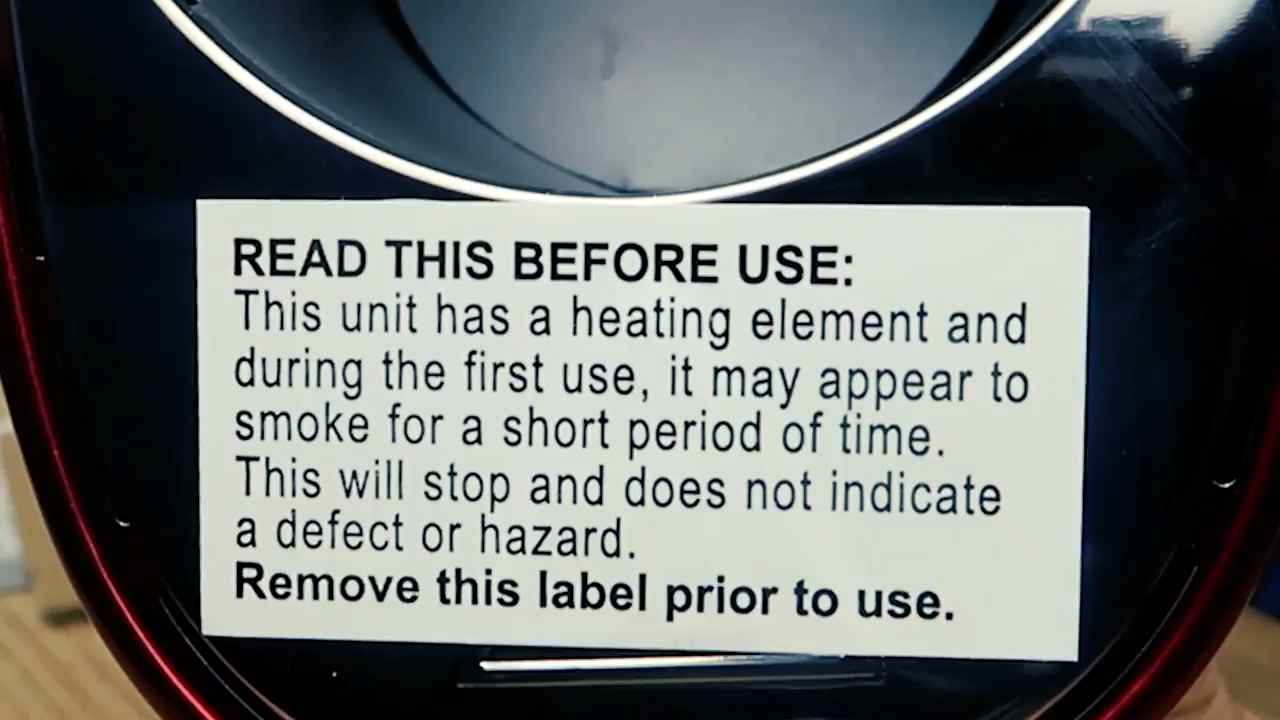 READ THIS BEFORE USE:
This unit has a heating element and
during the first use, it may appear to
smoke for a short period of time.
This will stop and does not indicate
a defect or hazard.
Remove this label prior to use.